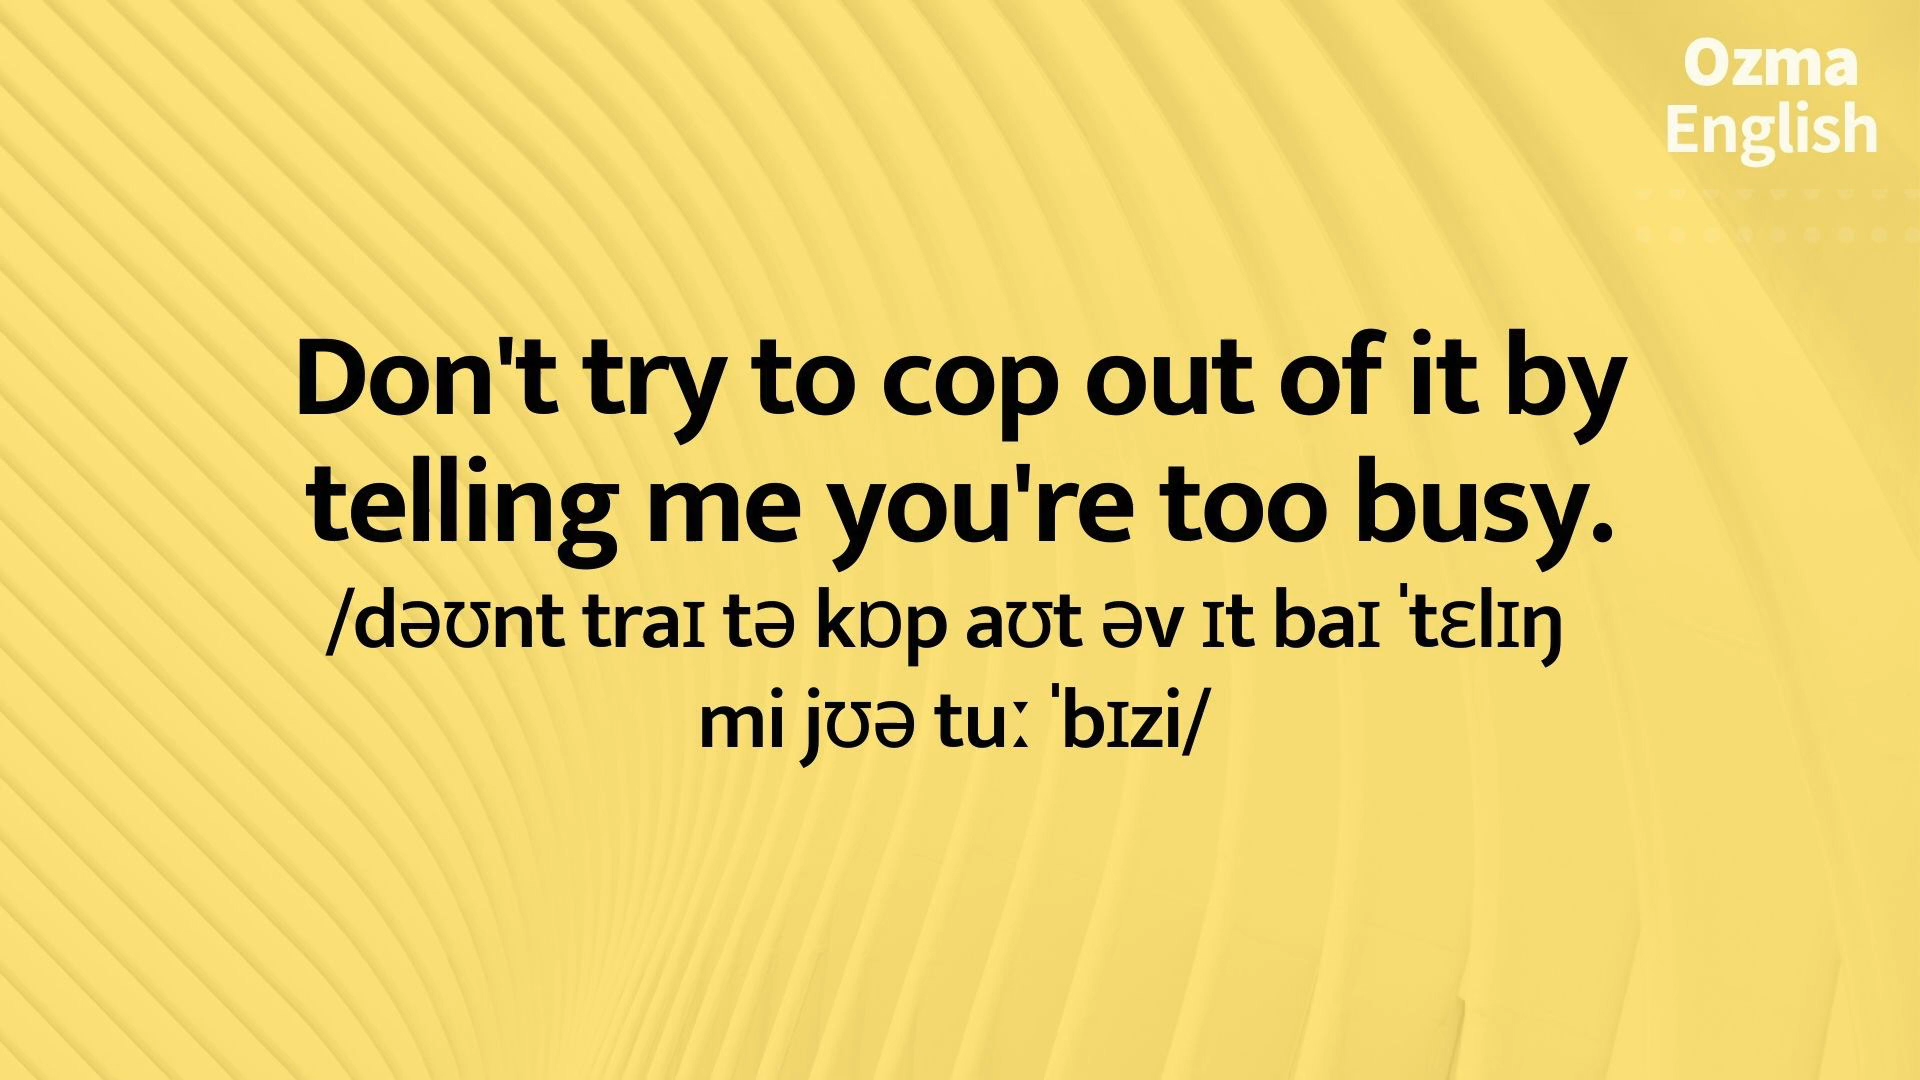 Ozma
English
Don't try to cop out of it by
telling me you're too busy.
/dəʊnt traɪ tə kɒp aʊt əv ɪt baɪ ˈtɛlɪŋ
mi jʊə tuː ˈbɪzi/